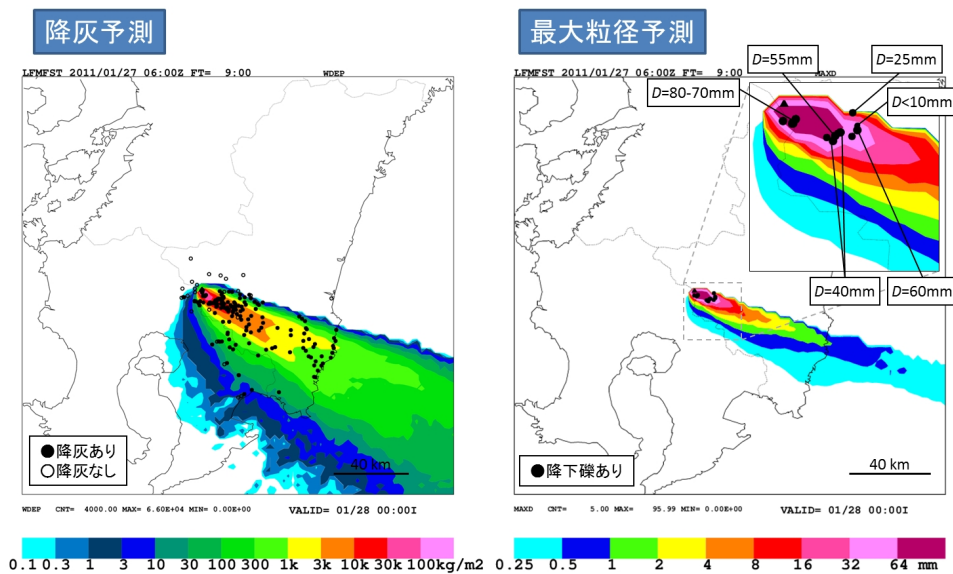 降灰予測
最大粒径予測
LFMFST 2011/01/27 06:00Z FT= 9:00 WDEP
LFMFST 2011/01/27 06:00Z FT= 9:00 MAXD
D=55mm
D=25mm
D=80-70mm
D<10mm
D=40mm
D=60mm
●降灰あり
○降灰なし
40 km
●降下礫あり
40 km
WDEP CNT= 4000.00 MAX= 6.60E+04 MIN= 0.00E+00 VALID= 01/28 00:00I
MAXD CNT= 5.00 MAX= 95.99 MIN= 0.00E+00 VALID= 01/28 00:00I
0.1 0.3 1 3 10 30 100 300 1k 3k 10k 30k 100kg/m2
0.25 0.5 1 2 4 8 16 32 64 mm